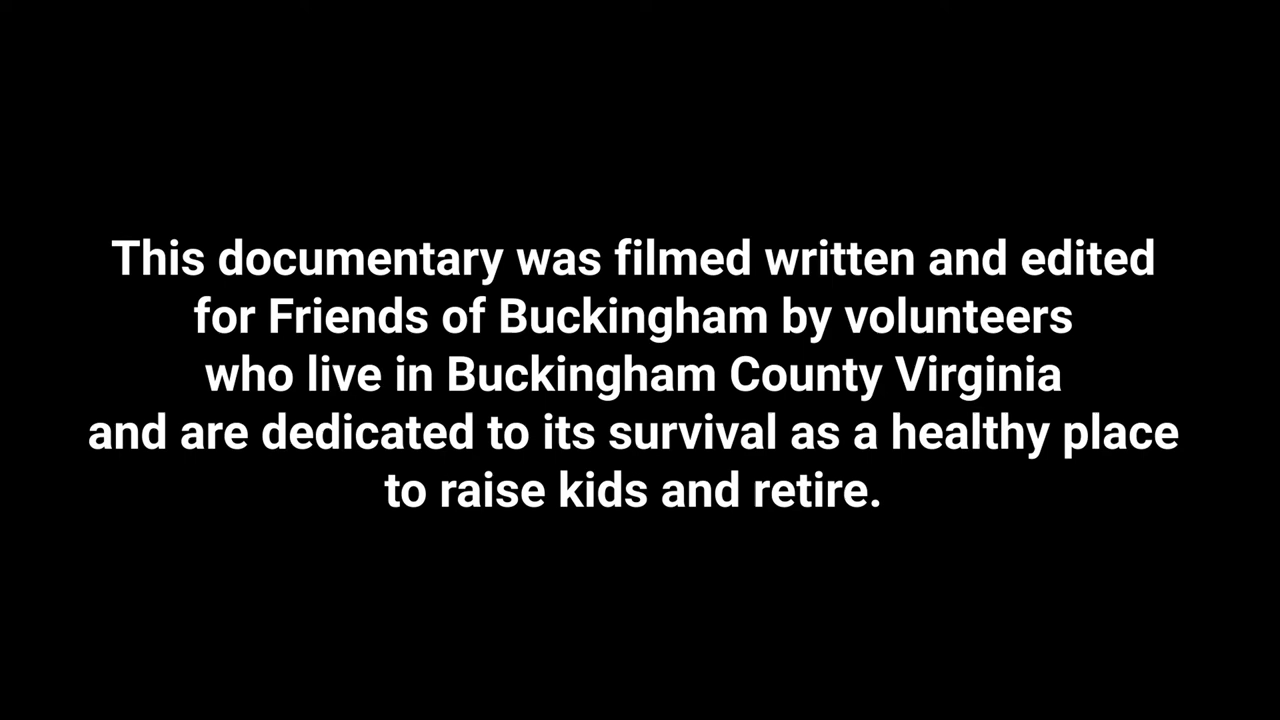 This documentary was filmed written and edited
for Friends of Buckingham by volunteers
who live in Buckingham County Virginia
and are dedicated to its survival as a healthy place
to raise kids and retire.